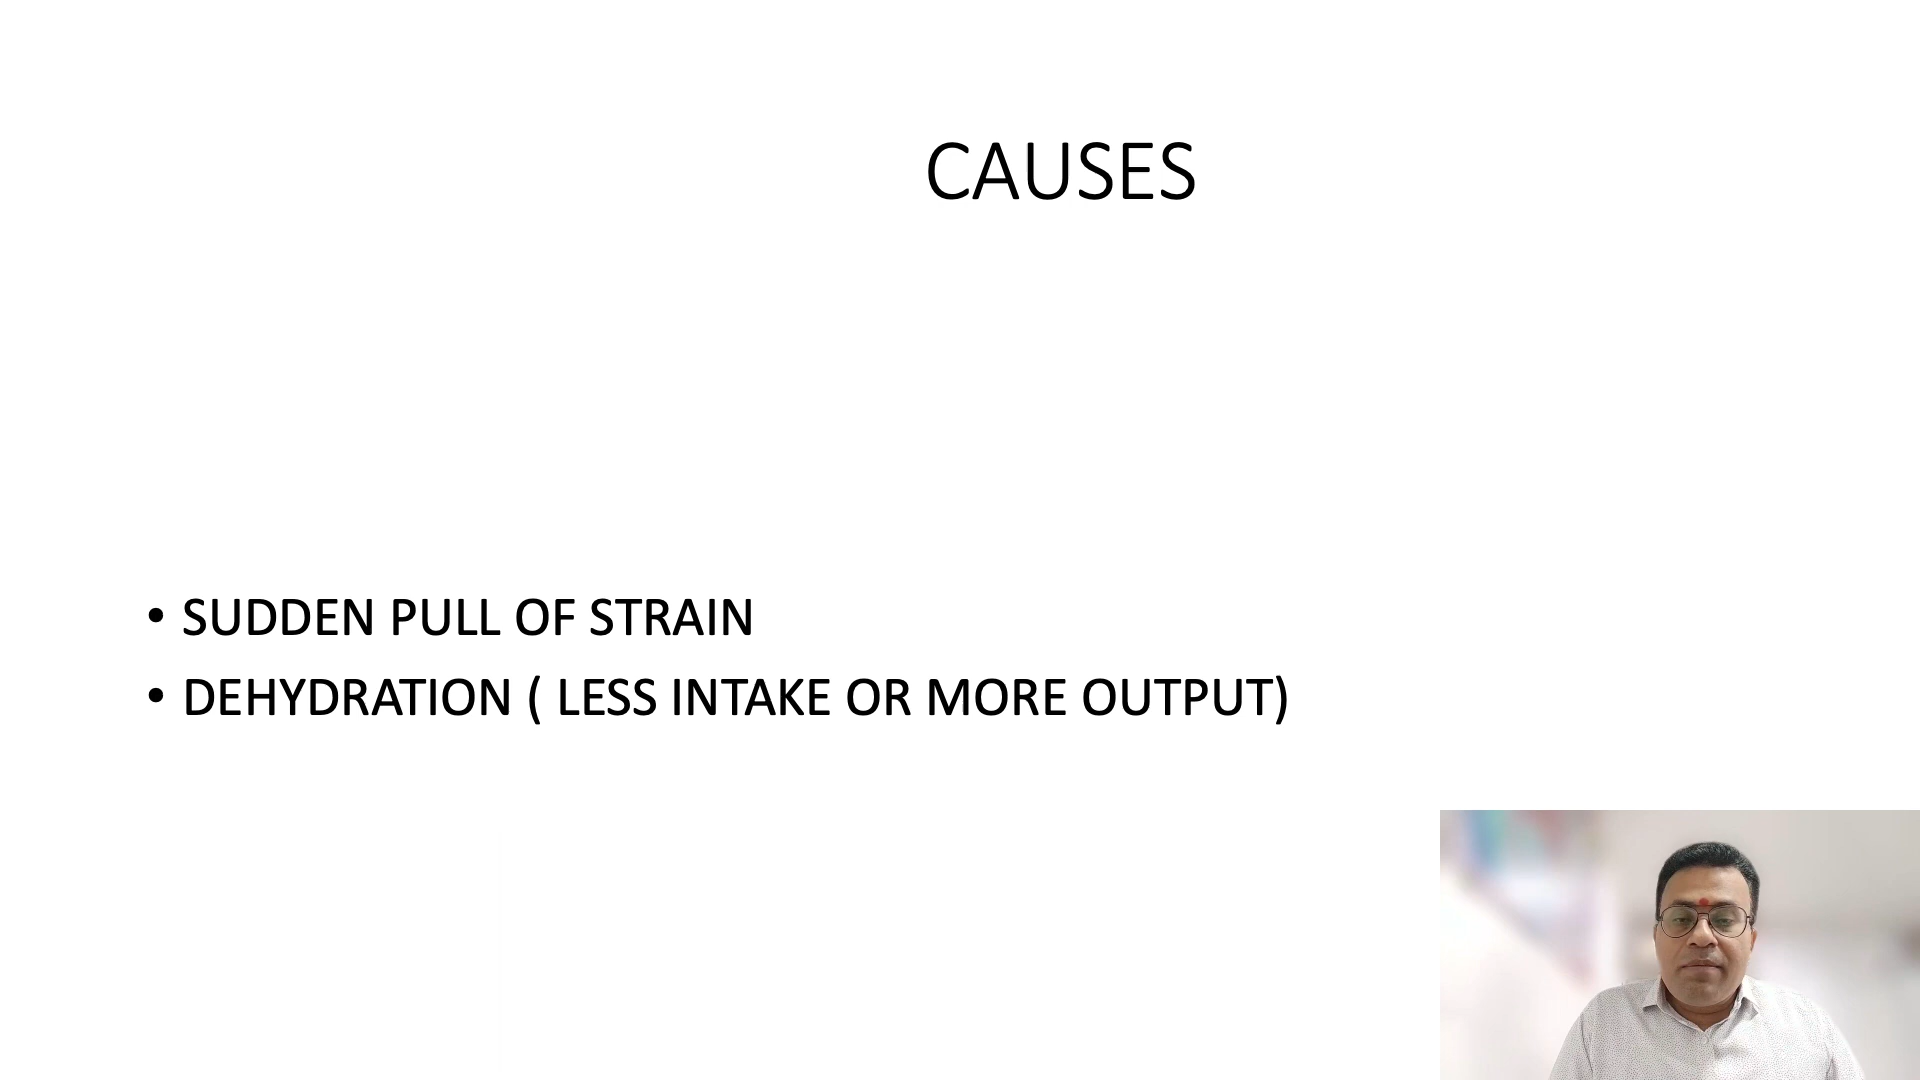 CAUSES
• SUDDEN PULL OF STRAIN
• DEHYDRATION ( LESS INTAKE OR MORE OUTPUT)